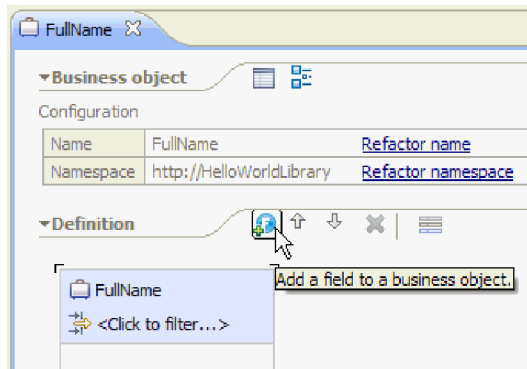 FullName
Business object
Configuration
Name FullName Refactor name
Namespace http://HelloWorldLibrary Refactor namespace
Definition
Add a field to a business object.
FullName
<Click to filter...>